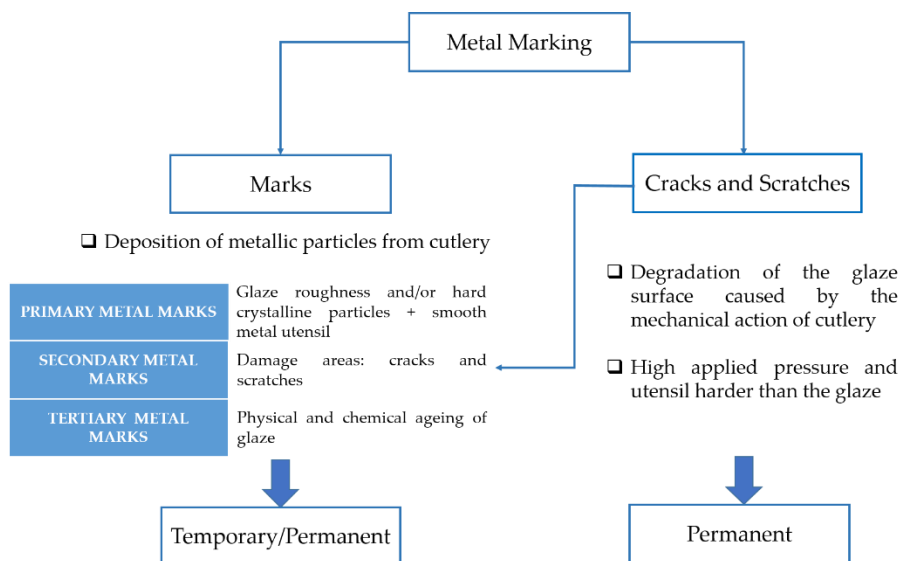 Metal Marking
Marks
Cracks and Scratches
❑ Deposition of metallic particles from cutlery
PRIMARY METAL MARKS
Glaze roughness and/or hard
crystalline particles + smooth
metal utensil
SECONDARY METAL
MARKS
Damage areas: cracks and
scratches
TERTIARY METAL
MARKS
Physical and chemical ageing of
glaze
Temporary/Permanent
❑ Degradation of the glaze
surface caused by the
mechanical action of cutlery
❑ High applied pressure and
utensil harder than the glaze
Permanent